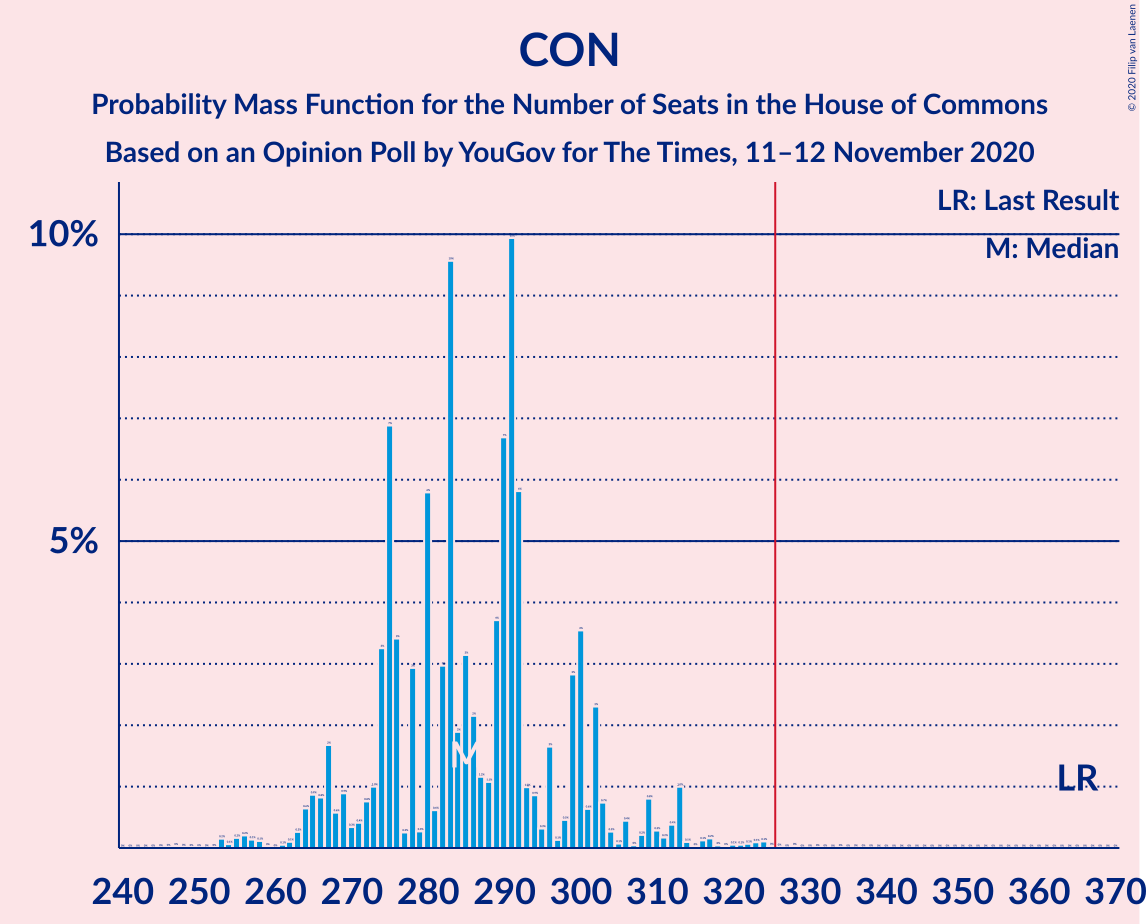 CON
Probability Mass Function for the Number of Seats in the House of Commons
Based on an Opinion Poll by YouGov for The Times, 11–12 November 2020
© 2020 Filip van Laenen
LR: Last Result
M: Median
10%
5%
M
LR
240 250 260 270 280 290 300 310 320 330 340 350 360 370